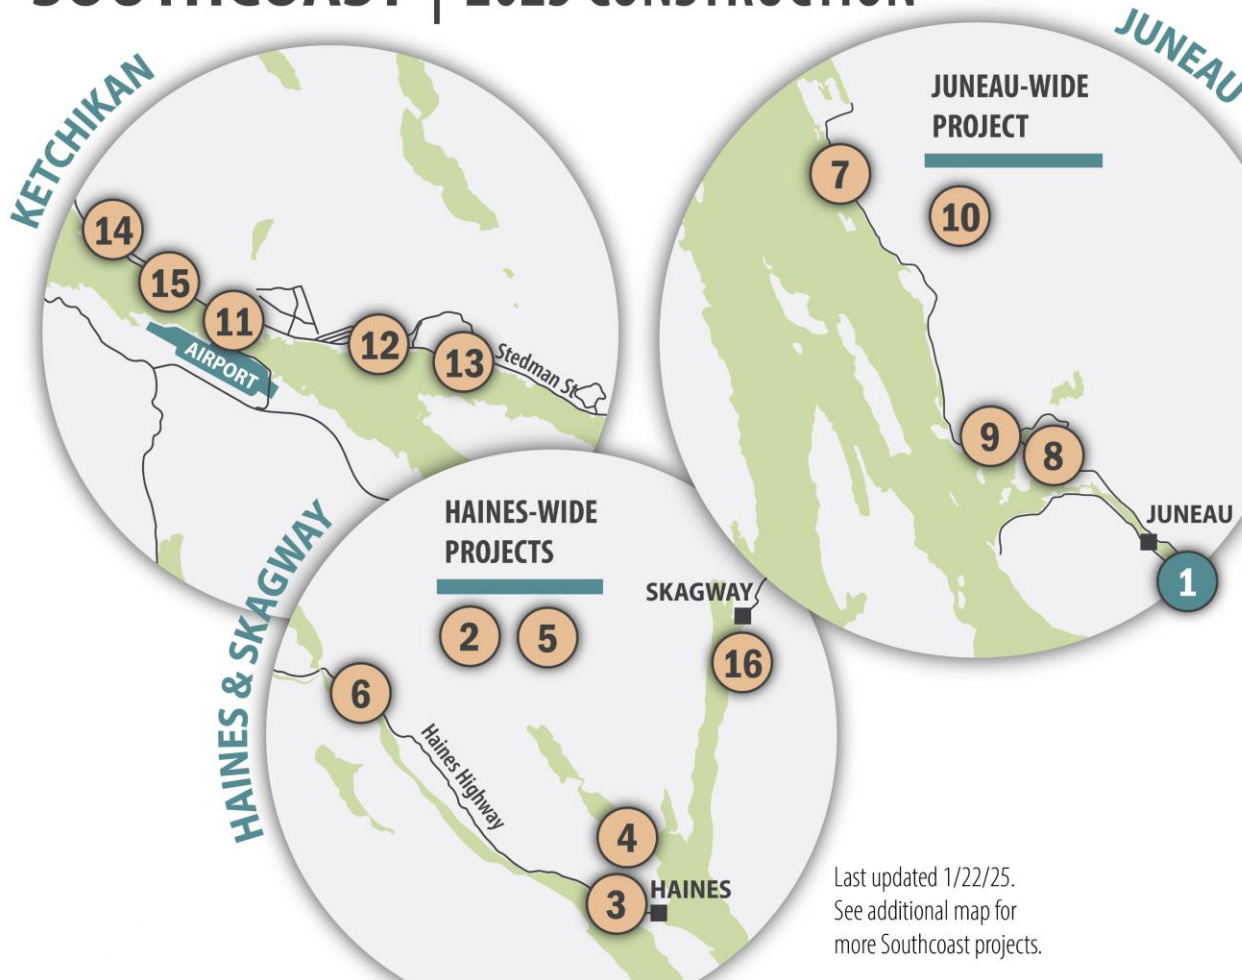 SOUTHCOAST | 2025 CONSTRUCTION
KETCHIKAN
14
15
11
12
13
AIRPORT
Stedman St
JUNEAU
JUNEAU-WIDE
PROJECT
10
7
9
8
JUNEAU
1
HAINES & SKAGWAY
HAINES-WIDE
PROJECTS
2
5
SKAGWAY
16
6
Haines Highway
4
3
HAINES
Last updated 1/22/25.
See additional map for
more Southcoast projects.